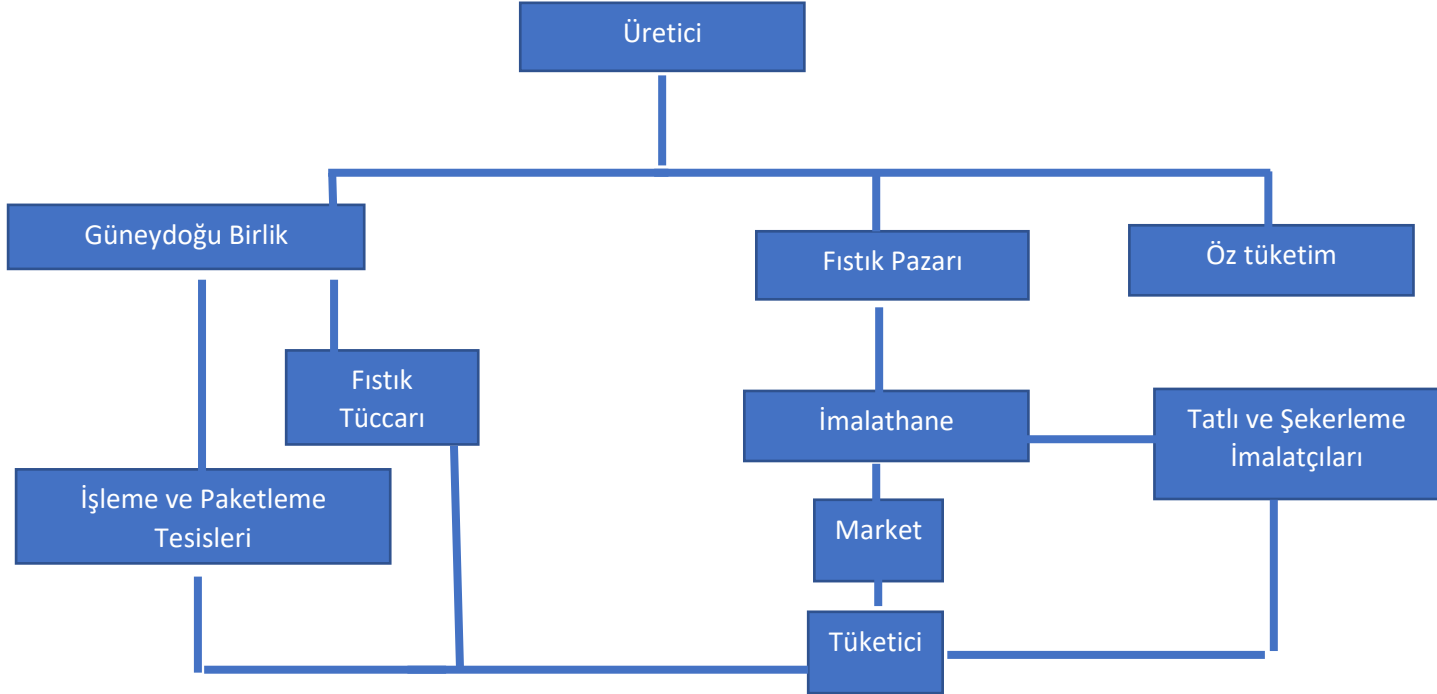 Üretici
Güneydoğu Birlik
Fıstık Pazarı
Öz tüketim
Fıstık
Tüccarı
İmalathane
Tatlı ve Şekerleme
İmalatçıları
İşleme ve Paketleme
Tesisleri
Market
Tüketici